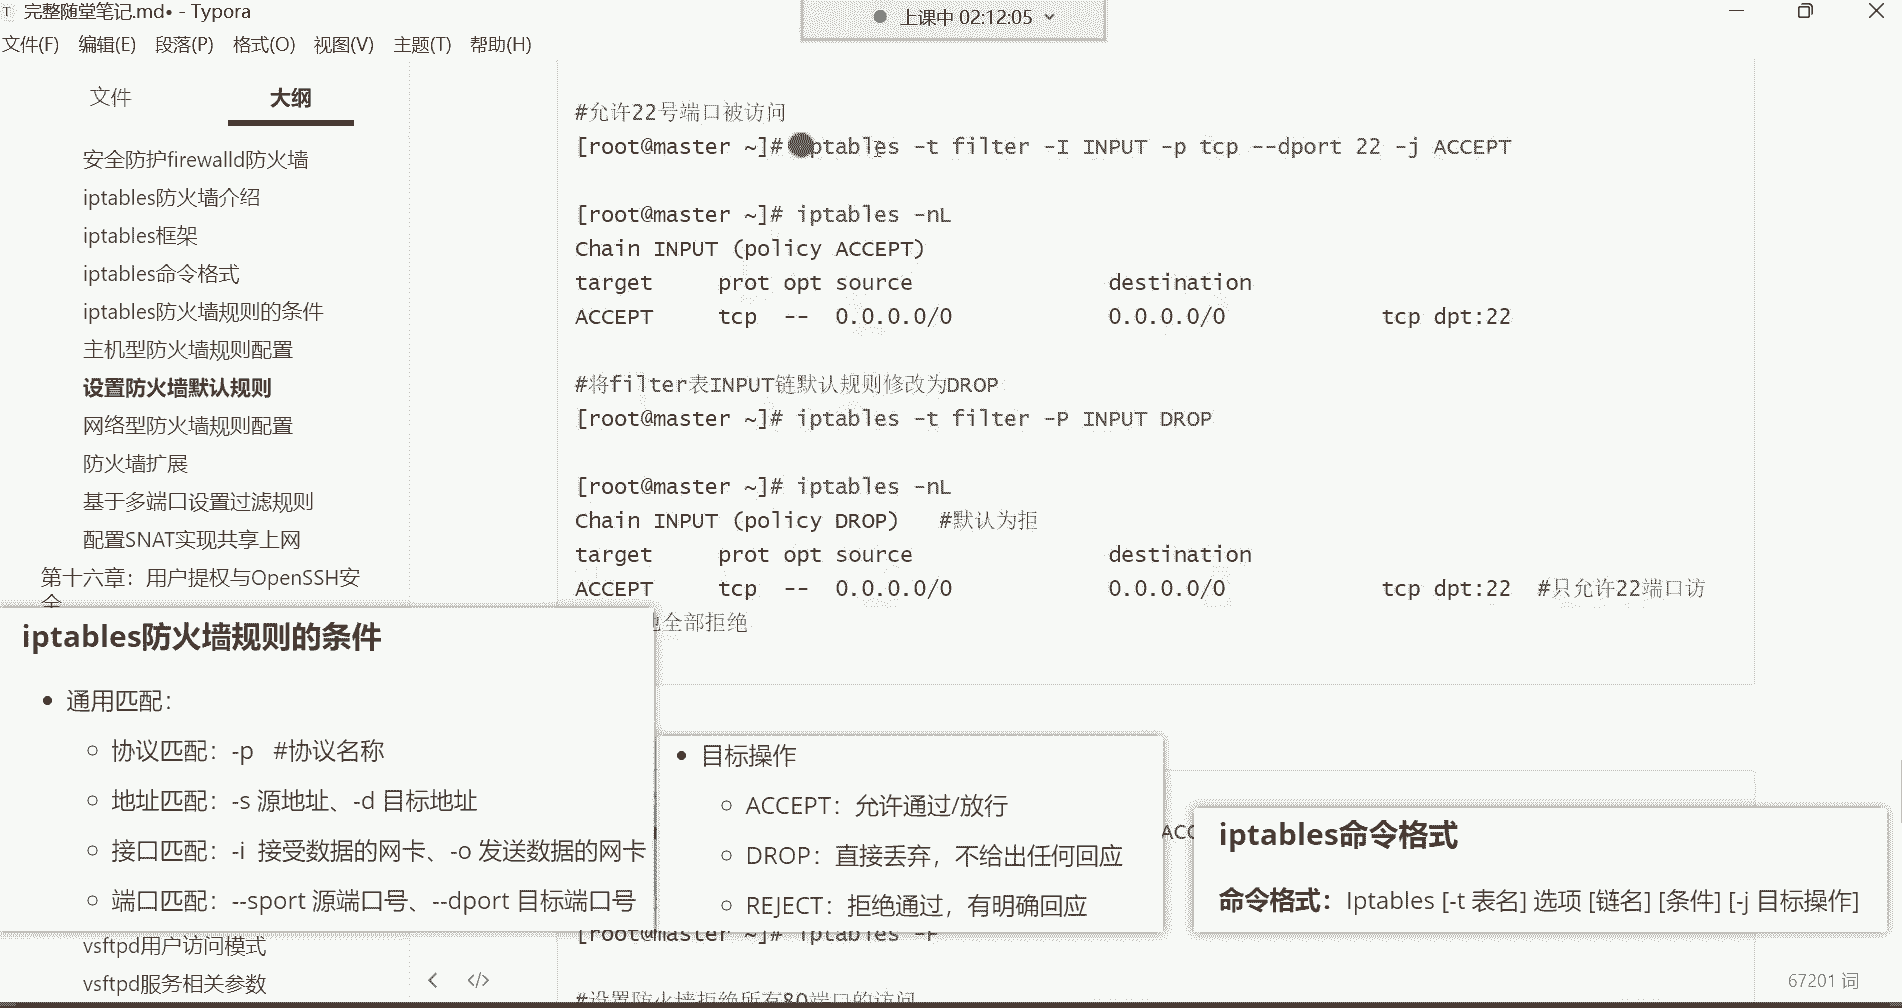 完整随堂笔记.md• - Typora
上课中 02:12:05
文件(F) 编辑(E) 段落(P) 格式(O) 视图(V) 主题(T) 帮助(H)
文件 大纲
安全防护firewalld防火墙
iptables防火墙介绍
iptables框架
iptables命令格式
iptables防火墙规则的条件
主机型防火墙规则配置
设置防火墙默认规则
网络型防火墙规则配置
防火墙扩展
基于多端口设置过滤规则
配置SNAT实现共享上网
第十六章：用户提权与OpenSSH安
全
#允许22号端口被访问
[root@master ~]# iptables -t filter -I INPUT -p tcp --dport 22 -j ACCEPT
[root@master ~]# iptables -nL
Chain INPUT (policy ACCEPT)
target prot opt source destination
ACCEPT tcp -- 0.0.0.0/0 0.0.0.0/0 tcp dpt:22
#将filter表INPUT链默认规则修改为DROP
[root@master ~]# iptables -t filter -P INPUT DROP
[root@master ~]# iptables -nL
Chain INPUT (policy DROP) #默认为拒
target prot opt source destination
ACCEPT tcp -- 0.0.0.0/0 0.0.0.0/0 tcp dpt:22 #只允许22端口访
全部拒绝
iptables防火墙规则的条件
• 通用匹配：
○ 协议匹配：-p #协议名称
○ 地址匹配：-s 源地址、-d 目标地址
○ 接口匹配：-i 接受数据的网卡、-o 发送数据的网卡
○ 端口匹配：--sport 源端口号、--dport 目标端口号
• 目标操作
○ ACCEPT：允许通过/放行
○ DROP：直接丢弃，不给出任何回应
○ REJECT：拒绝通过，有明确回应
ACC
iptables命令格式
命令格式：Iptables [-t 表名] 选项 [链名] [条件] [-j 目标操作]
[root@master ~]# iptables -F
vsftpd用户访问模式
vsftpd服务相关参数
#设置防火墙拒绝所有80端口的访问
67201 词